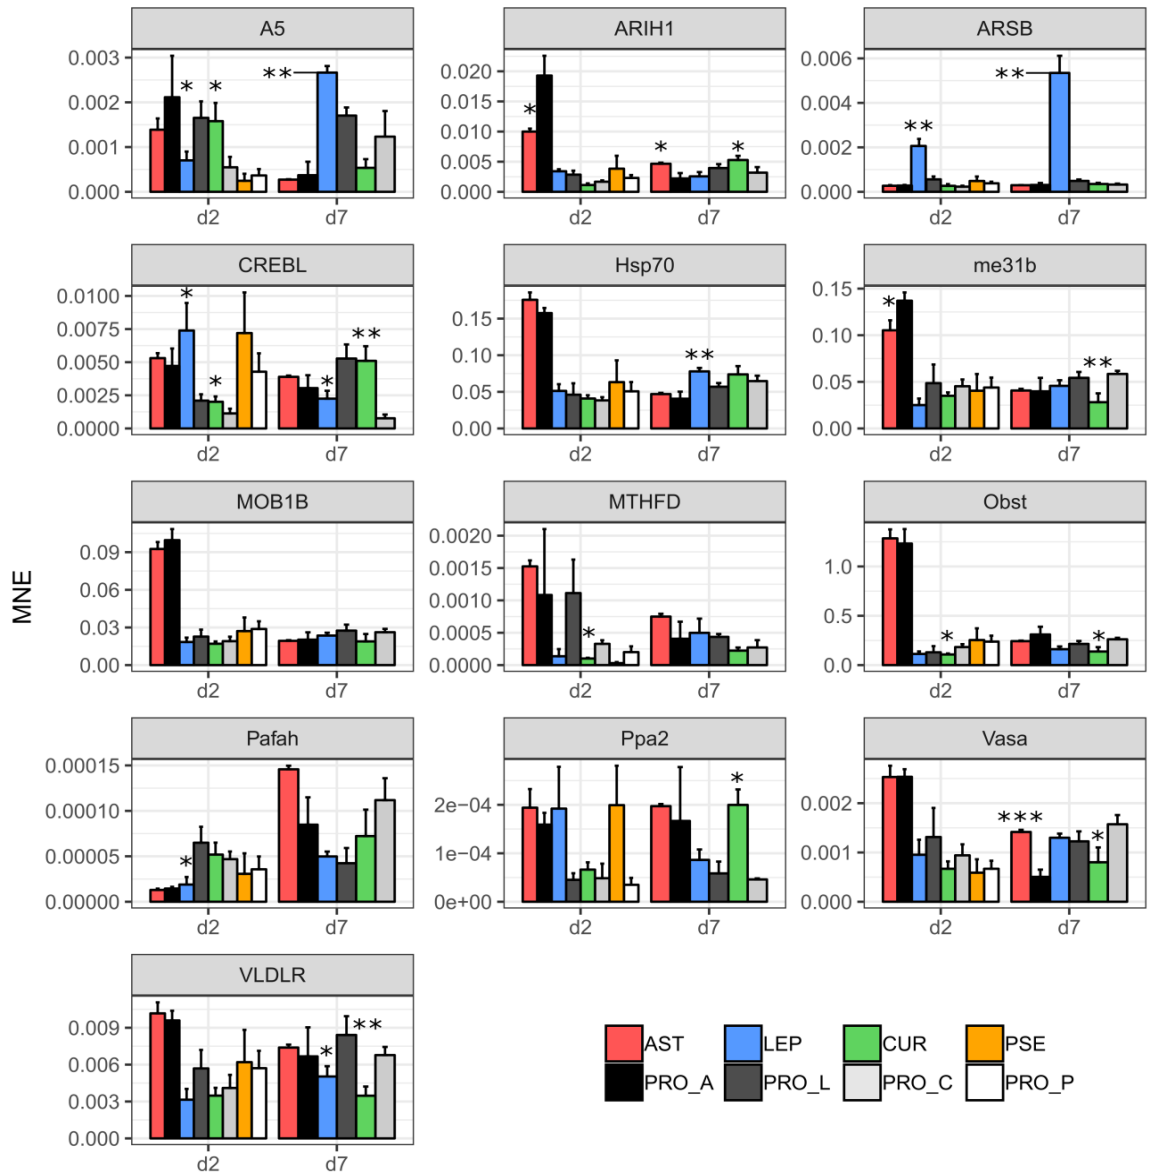 A5
ARIH1
ARSB
0.003
0.002
0.001
0.000
* * **
d2 d7
0.020
0.015
0.010
0.005
0.000
* * *
d2 d7
0.006
0.004
0.002
0.000
** **
d2 d7
CREBL
Hsp70
me31b
0.0100
0.0075
0.0050
0.0025
0.0000
* * * **
d2 d7
0.15
0.10
0.05
0.00
**
d2 d7
0.15
0.10
0.05
0.00
* **
d2 d7
MOB1B
MTHFD
Obst
MNE
0.09
0.06
0.03
0.00
d2 d7
0.0020
0.0015
0.0010
0.0005
0.0000
*
d2 d7
1.0
0.5
0.0
* *
d2 d7
Pafah
Ppa2
Vasa
0.00015
0.00010
0.00005
0.00000
*
d2 d7
2e−04
1e−04
0e+00
*
d2 d7
0.002
0.001
0.000
*** *
d2 d7
VLDLR
0.009
0.006
0.003
0.000
* **
d2 d7
AST LEP CUR PSE
PRO_A PRO_L PRO_C PRO_P